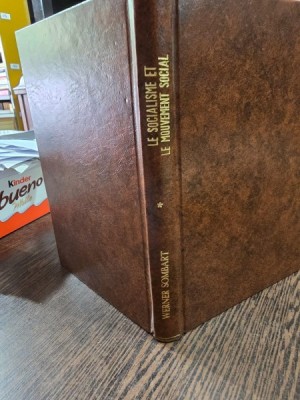 LE SOCIALISME ET
LE MOUVEMENT SOCIAL
*
WERNER SOMBART
Kinder
bueno